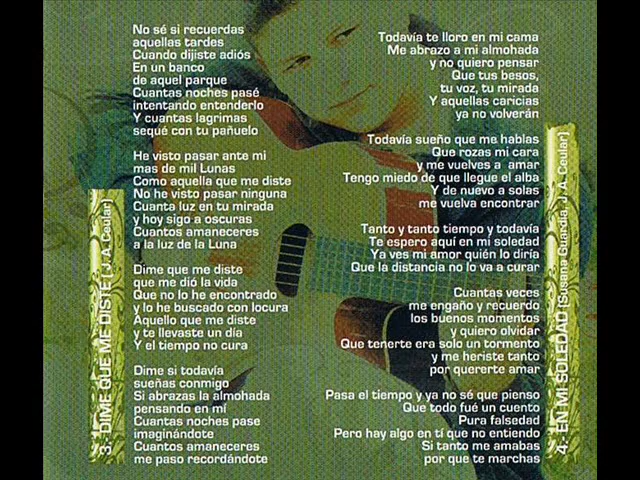 3.- DIME QUE ME DISTE ( J. A. Ceular)
No sé si recuerdas
aquellas tardes
Cuando dijiste adiós
En un banco
de aquel parque
Cuantas noches pasé
intentando entenderlo
Y cuantas lagrimas
sequé con tu pañuelo
He visto pasar ante mi
mas de mil Lunas
Como aquella que me diste
No he visto pasar ninguna
Cuanta luz en tu mirada
y hoy sigo a oscuras
Cuantos amaneceres
a la luz de la Luna
Dime que me diste
que me dió la vida
Que no lo he encontrado
y lo he buscado con locura
Aquello que me diste
y te llevaste un día
Y el tiempo no cura
Dime si todavía
sueñas conmigo
Si abrazas la almohada
pensando en mí
Cuantas noches pase
imaginándote
Cuantos amaneceres
me paso recordándote
4.- EN MI SOLEDAD (Susana Guardia, J. A. Ceular)
Todavía te lloro en mi cama
Me abrazo a mi almohada
y no quiero pensar
Que tus besos,
tu voz, tu mirada
Y aquellas caricias
ya no volverán
Todavía sueño que me hablas
Que rozas mi cara
y me vuelves a amar
Tengo miedo de que llegue el alba
Y de nuevo a solas
me vuelva encontrar
Tanto y tanto tiempo y todavía
Te espero aquí en mi soledad
Ya ves mi amor quién lo diría
Que la distancia no lo va a curar
Cuantas veces
me engaño y recuerdo
los buenos momentos
y quiero olvidar
Que tenerte era solo un tormento
y me heriste tanto
por quererte amar
Pasa el tiempo y ya no sé que pienso
Que todo fué un cuento
Pura falsedad
Pero hay algo en tí que no entiendo
Si tanto me amabas
por que te marchas